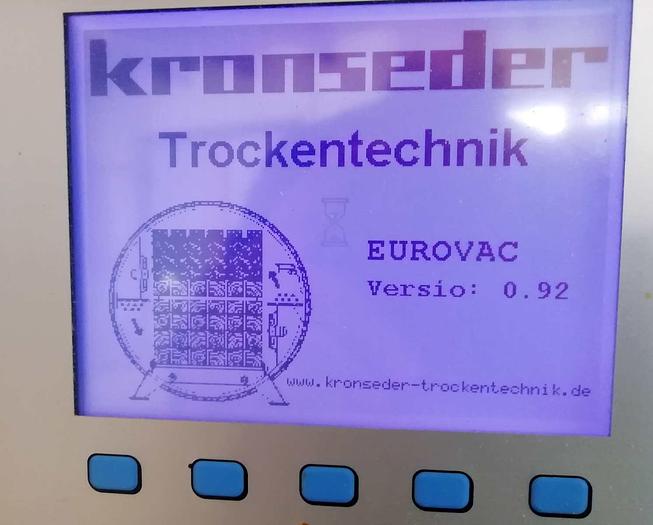 kronseder
Trockentechnik
EUROVAC
Versio: 0.92
www.kronseder-trockentechnik.de